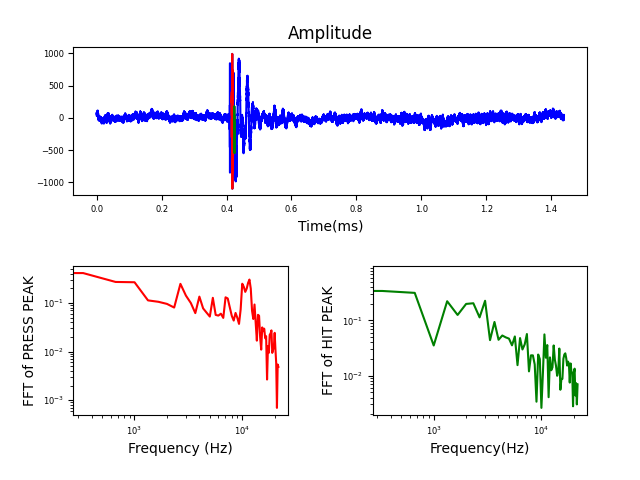 Amplitude
1000
500
0
−500
−1000
0.0 0.2 0.4 0.6 0.8 1.0 1.2 1.4
Time(ms)
FFT of PRESS PEAK
10⁻¹
10⁻²
10⁻³
10³ 10⁴
Frequency (Hz)
FFT of HIT PEAK
10⁻¹
10⁻²
10³ 10⁴
Frequency(Hz)